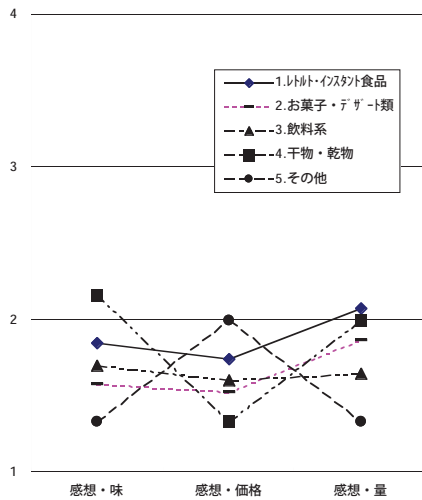 4
3
2
1
1.ﾚﾄﾙﾄ･ｲﾝｽﾀﾝﾄ食品
2.お菓子・ﾃﾞｻﾞｰﾄ類
3.飲料系
4.干物・乾物
5.その他
感想・味
感想・価格
感想・量